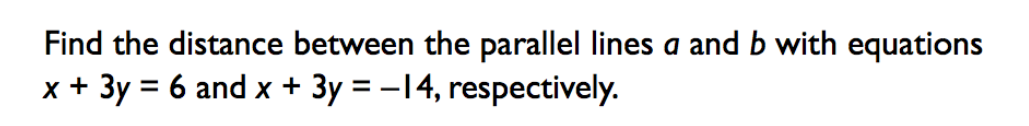 Find the distance between the parallel lines a and b with equations
x + 3y = 6 and x + 3y = –14, respectively.